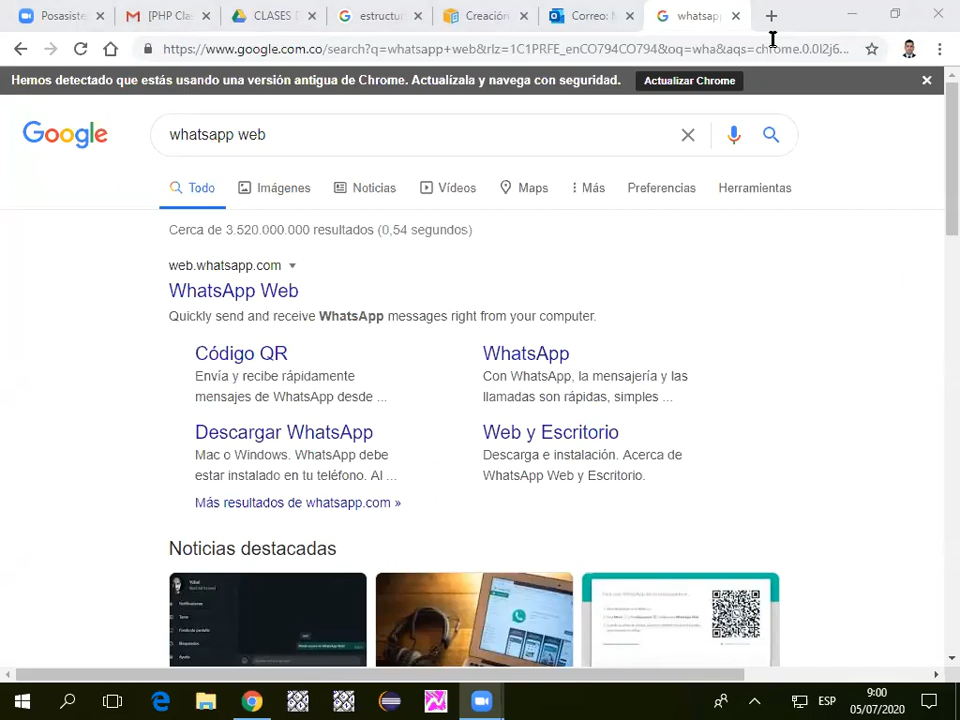 Posasiste
[PHP Cla
CLASES D
estructur
Creación
Correo: M
whatsapp
https://www.google.com.co/search?q=whatsapp+web&rlz=1C1PRFE_enCO794CO794&oq=wha&aqs=chrome.0.0l2j6...
Hemos detectado que estás usando una versión antigua de Chrome. Actualízala y navega con seguridad.
Actualizar Chrome
Google
whatsapp web
Todo
Imágenes
Noticias
Vídeos
Maps
Más
Preferencias
Herramientas
Cerca de 3.520.000.000 resultados (0,54 segundos)
web.whatsapp.com
WhatsApp Web
Quickly send and receive WhatsApp messages right from your computer.
Código QR
Envía y recibe rápidamente
mensajes de WhatsApp desde ...
WhatsApp
Con WhatsApp, la mensajería y las
llamadas son rápidas, simples ...
Descargar WhatsApp
Mac o Windows. WhatsApp debe
estar instalado en tu teléfono. Al ...
Web y Escritorio
Descarga e instalación. Acerca de
WhatsApp Web y Escritorio.
Más resultados de whatsapp.com »
Noticias destacadas
ESP
9:00
05/07/2020